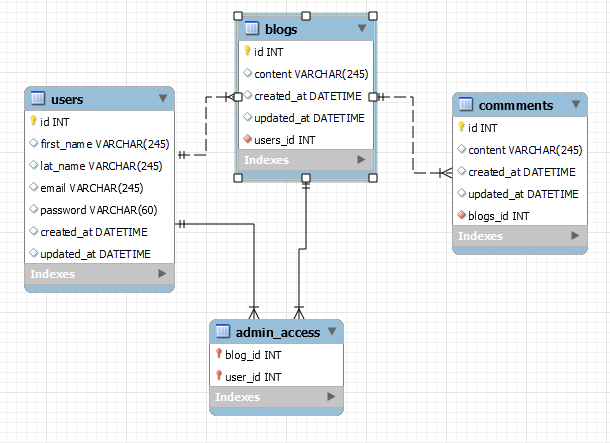 blogs
id INT
content VARCHAR(245)
created_at DATETIME
updated_at DATETIME
users_id INT
Indexes
users
id INT
first_name VARCHAR(245)
lat_name VARCHAR(245)
email VARCHAR(245)
password VARCHAR(60)
created_at DATETIME
updated_at DATETIME
Indexes
commments
id INT
content VARCHAR(245)
created_at DATETIME
updated_at DATETIME
blogs_id INT
Indexes
admin_access
blog_id INT
user_id INT
Indexes